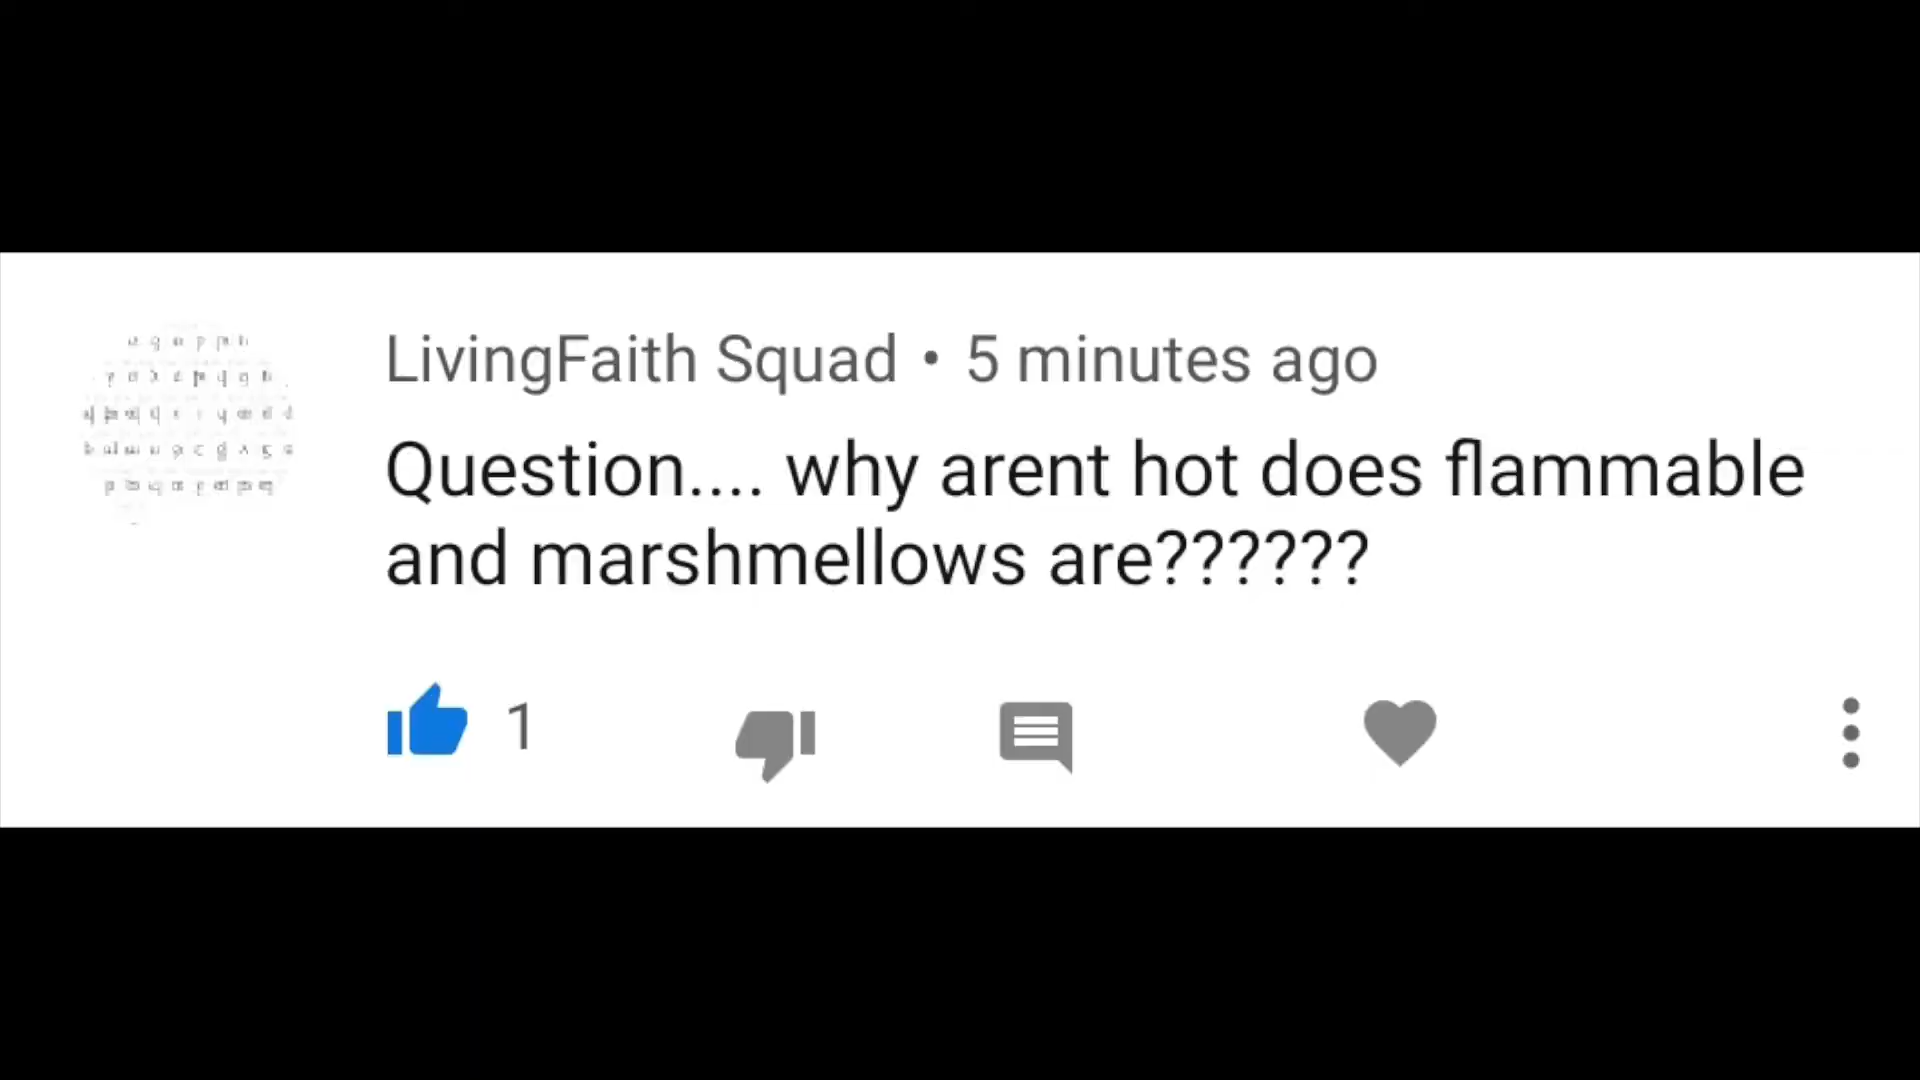 LivingFaith Squad • 5 minutes ago
Question.... why arent hot does flammable
and marshmellows are??????
1